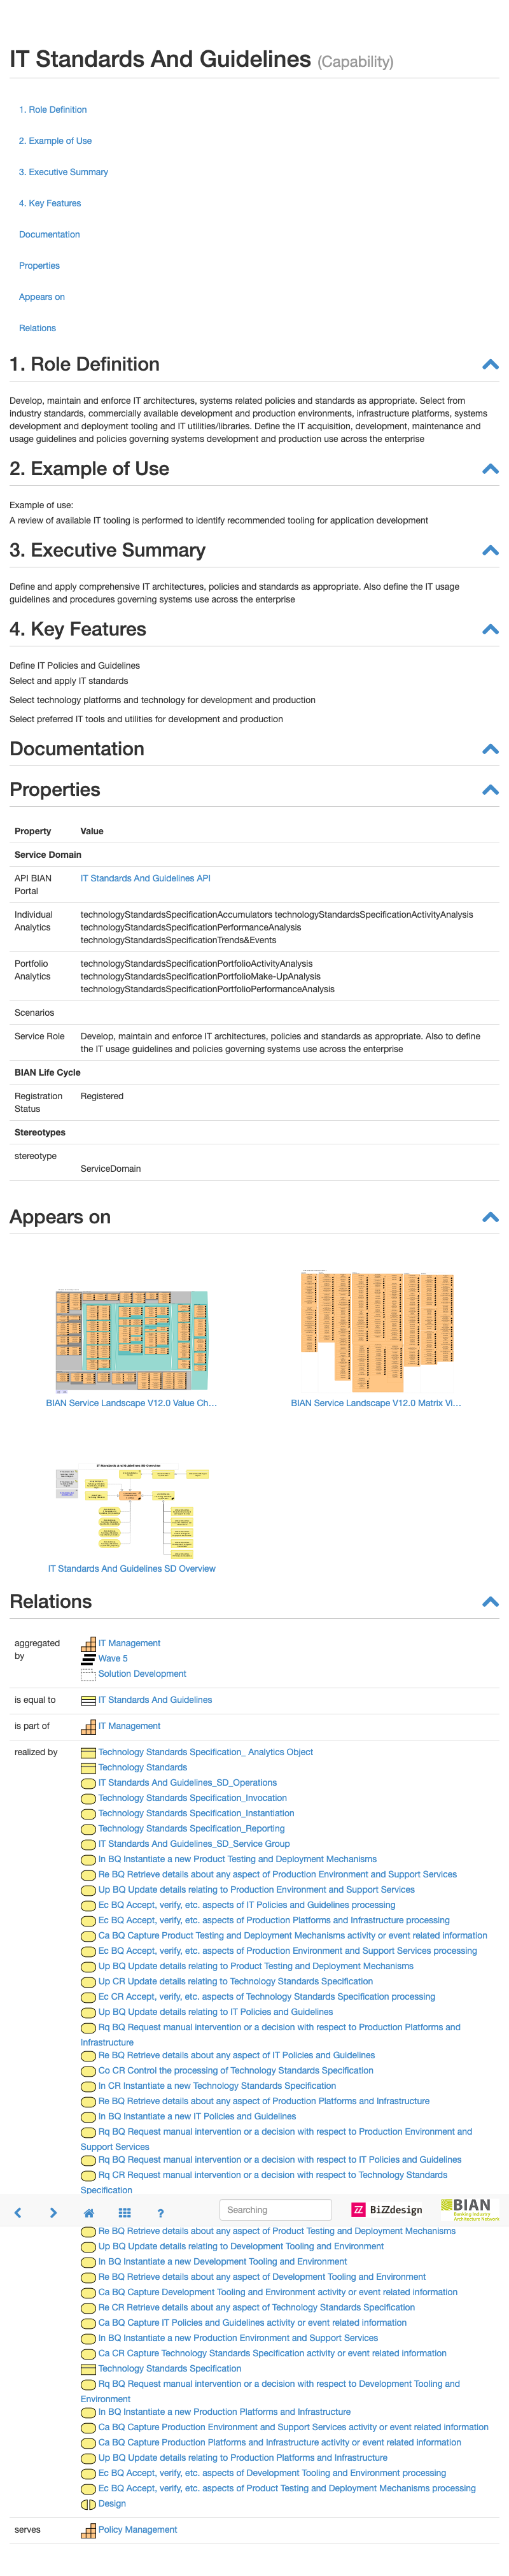 IT Standards And Guidelines (Capability)
1. Role Definition
2. Example of Use
3. Executive Summary
4. Key Features
Documentation
Properties
Appears on
Relations
1. Role Definition
Develop, maintain and enforce IT architectures, systems related policies and standards as appropriate. Select from
industry standards, commercially available development and production environments, infrastructure platforms, systems
development and deployment tooling and IT utilities/libraries. Define the IT acquisition, development, maintenance and
usage guidelines and policies governing systems development and production use across the enterprise
2. Example of Use
Example of use:
A review of available IT tooling is performed to identify recommended tooling for application development
3. Executive Summary
Define and apply comprehensive IT architectures, policies and standards as appropriate. Also define the IT usage
guidelines and procedures governing systems use across the enterprise
4. Key Features
Define IT Policies and Guidelines
Select and apply IT standards
Select technology platforms and technology for development and production
Select preferred IT tools and utilities for development and production
Documentation
Properties
Property Value
Service Domain
API BIAN Portal IT Standards And Guidelines API
Individual Analytics technologyStandardsSpecificationAccumulators technologyStandardsSpecificationActivityAnalysis
technologyStandardsSpecificationPerformanceAnalysis
technologyStandardsSpecificationTrends&Events
Portfolio Analytics technologyStandardsSpecificationPortfolioActivityAnalysis
technologyStandardsSpecificationPortfolioMake-UpAnalysis
technologyStandardsSpecificationPortfolioPerformanceAnalysis
Scenarios
Service Role Develop, maintain and enforce IT architectures, policies and standards as appropriate. Also to define
the IT usage guidelines and policies governing systems use across the enterprise
BIAN Life Cycle
Registration Status Registered
Stereotypes
stereotype
ServiceDomain
Appears on
BIAN Service Landscape V12.0 Value Ch...
BIAN Service Landscape V12.0 Matrix Vi...
IT Standards And Guidelines SD Overview
IT Standards And Guidelines SD Overview
Relations
aggregated by IT Management
Wave 5
Solution Development
is equal to IT Standards And Guidelines
is part of IT Management
realized by Technology Standards Specification_ Analytics Object
Technology Standards
IT Standards And Guidelines_SD_Operations
Technology Standards Specification_Invocation
Technology Standards Specification_Instantiation
Technology Standards Specification_Reporting
IT Standards And Guidelines_SD_Service Group
In BQ Instantiate a new Product Testing and Deployment Mechanisms
Re BQ Retrieve details about any aspect of Production Environment and Support Services
Up BQ Update details relating to Production Environment and Support Services
Ec BQ Accept, verify, etc. aspects of IT Policies and Guidelines processing
Ec BQ Accept, verify, etc. aspects of Production Platforms and Infrastructure processing
Ca BQ Capture Product Testing and Deployment Mechanisms activity or event related information
Ec BQ Accept, verify, etc. aspects of Production Environment and Support Services processing
Up BQ Update details relating to Product Testing and Deployment Mechanisms
Up CR Update details relating to Technology Standards Specification
Ec CR Accept, verify, etc. aspects of Technology Standards Specification processing
Up BQ Update details relating to IT Policies and Guidelines
Rq BQ Request manual intervention or a decision with respect to Production Platforms and
Infrastructure
Re BQ Retrieve details about any aspect of IT Policies and Guidelines
Co CR Control the processing of Technology Standards Specification
In CR Instantiate a new Technology Standards Specification
Re BQ Retrieve details about any aspect of Production Platforms and Infrastructure
In BQ Instantiate a new IT Policies and Guidelines
Rq BQ Request manual intervention or a decision with respect to Production Environment and
Support Services
Rq BQ Request manual intervention or a decision with respect to IT Policies and Guidelines
Rq CR Request manual intervention or a decision with respect to Technology Standards
Specification
Searching
BiZZdesign
BIAN
Banking Industry
Architecture Network
Re BQ Retrieve details about any aspect of Product Testing and Deployment Mechanisms
Up BQ Update details relating to Development Tooling and Environment
In BQ Instantiate a new Development Tooling and Environment
Re BQ Retrieve details about any aspect of Development Tooling and Environment
Ca BQ Capture Development Tooling and Environment activity or event related information
Re CR Retrieve details about any aspect of Technology Standards Specification
Ca BQ Capture IT Policies and Guidelines activity or event related information
In BQ Instantiate a new Production Environment and Support Services
Ca CR Capture Technology Standards Specification activity or event related information
Technology Standards Specification
Rq BQ Request manual intervention or a decision with respect to Development Tooling and
Environment
In BQ Instantiate a new Production Platforms and Infrastructure
Ca BQ Capture Production Environment and Support Services activity or event related information
Ca BQ Capture Production Platforms and Infrastructure activity or event related information
Up BQ Update details relating to Production Platforms and Infrastructure
Ec BQ Accept, verify, etc. aspects of Development Tooling and Environment processing
Ec BQ Accept, verify, etc. aspects of Product Testing and Deployment Mechanisms processing
Design
serves Policy Management